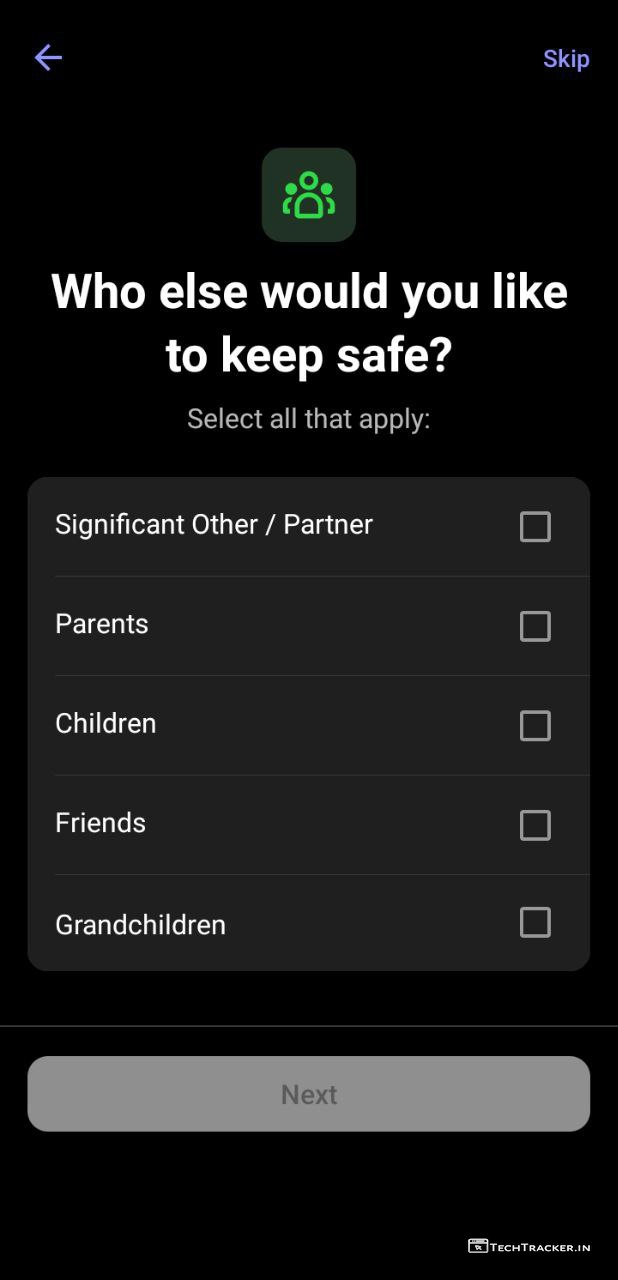 Skip
Who else would you like
to keep safe?
Select all that apply:
Significant Other / Partner
Parents
Children
Friends
Grandchildren
Next
TECHTRACKER.IN